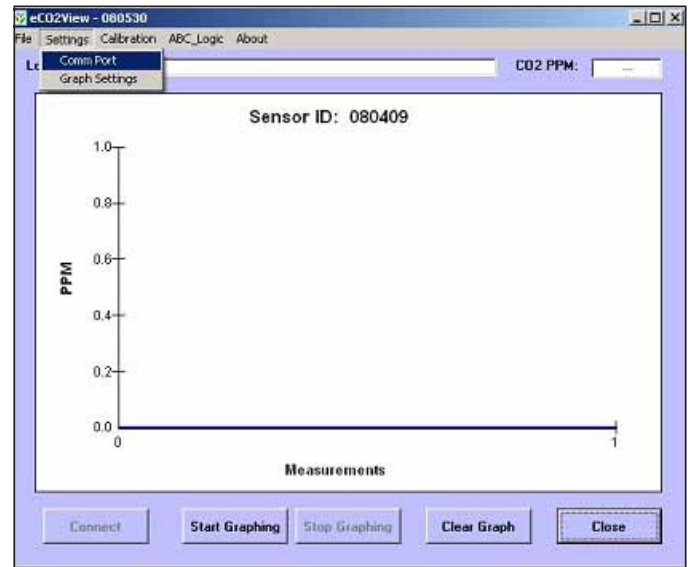 eCO2View - 080530
File Settings Calibration ABC_Logic About
Comm Port
CO2 PPM: ...
Graph Settings
Sensor ID: 080409
1.0
0.8
0.6
PPM
0.4
0.2
0.0
0 1
Measurements
Connect Start Graphing Stop Graphing Clear Graph Close